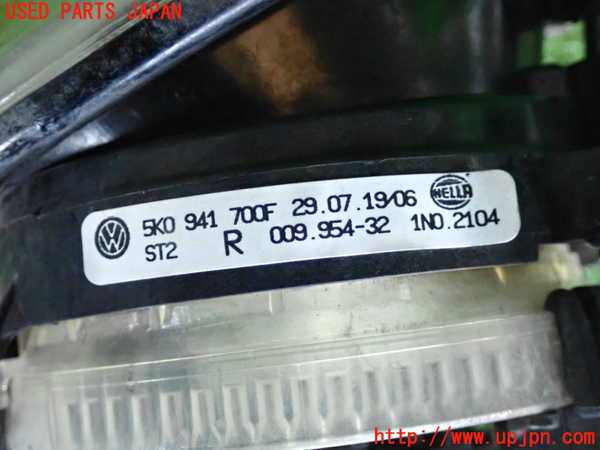 USED PARTS JAPAN
5K0 941 700F 29.07.19/06 HELLA
ST2 R 009.954-32 1N0.2104
http://www.upjpn.com/